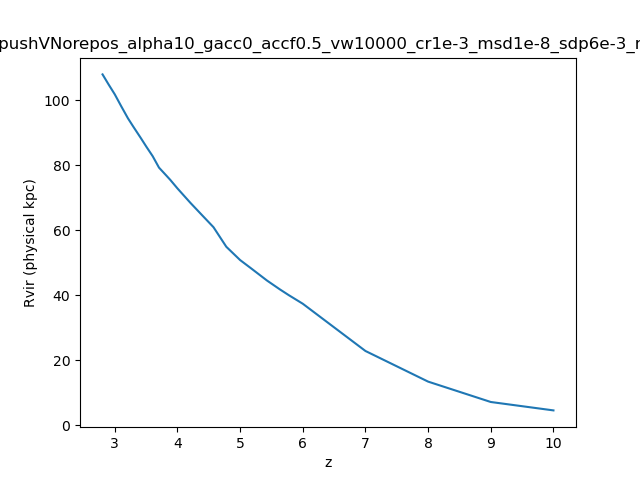 pushVNorepos_alpha10_gacc0_accf0.5_vw10000_cr1e-3_msd1e-8_sdp6e-3_r
100
80
60
40
20
0
Rvir (physical kpc)
3 4 5 6 7 8 9 10
z